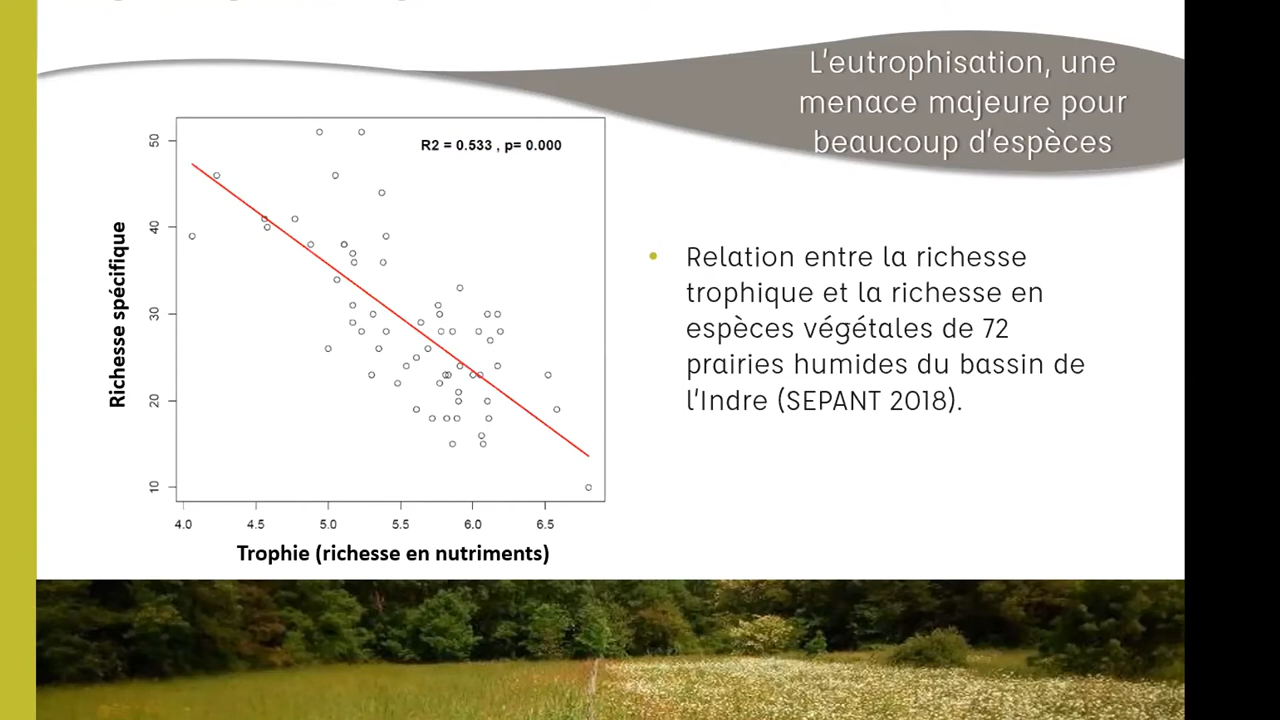 L'eutrophisation, une
menace majeure pour
beaucoup d'espèces
R2 = 0.533 , p= 0.000
50
40
30
20
10
Richesse spécifique
4.0 4.5 5.0 5.5 6.0 6.5
Trophie (richesse en nutriments)
• Relation entre la richesse
trophique et la richesse en
espèces végétales de 72
prairies humides du bassin de
l'Indre (SEPANT 2018).